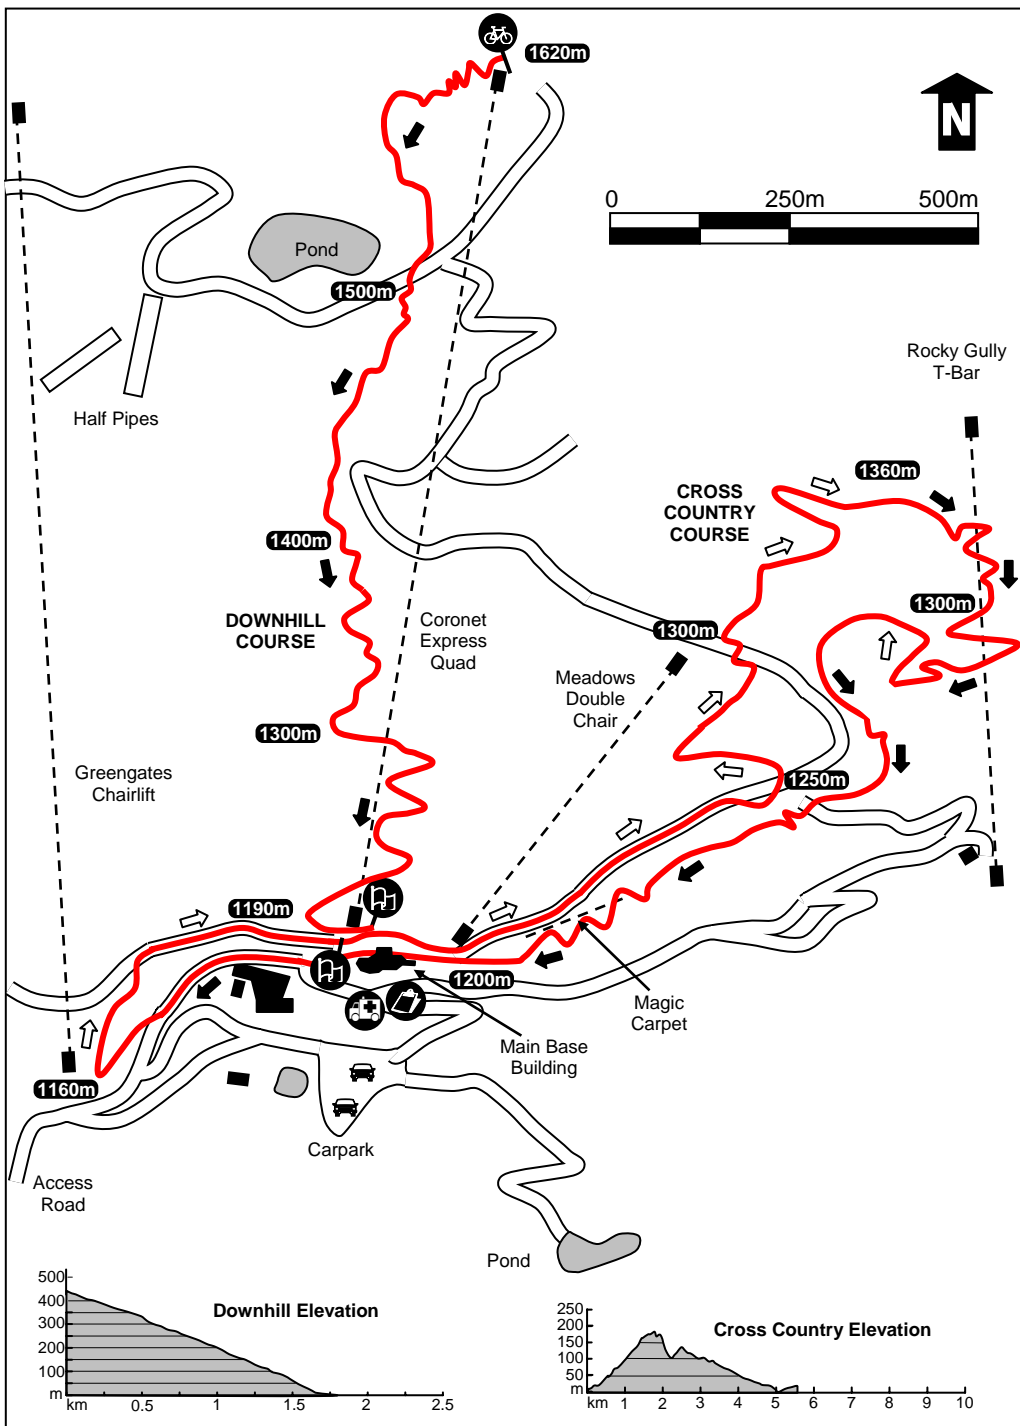 1620m
N
0 250m 500m
Pond
1500m
Rocky Gully
T-Bar
Half Pipes
1360m
CROSS
COUNTRY
COURSE
1400m
DOWNHILL
COURSE
Coronet
Express
Quad
1300m
1300m
Meadows
Double
Chair
1300m
Greengates
Chairlift
1250m
1190m
1200m
Magic
Carpet
Main Base
Building
1160m
Carpark
Access
Road
Pond
Downhill Elevation
500
400
300
200
100
m
km 0.5 1 1.5 2 2.5
Cross Country Elevation
250
200
150
100
50
m
km 1 2 3 4 5 6 7 8 9 10